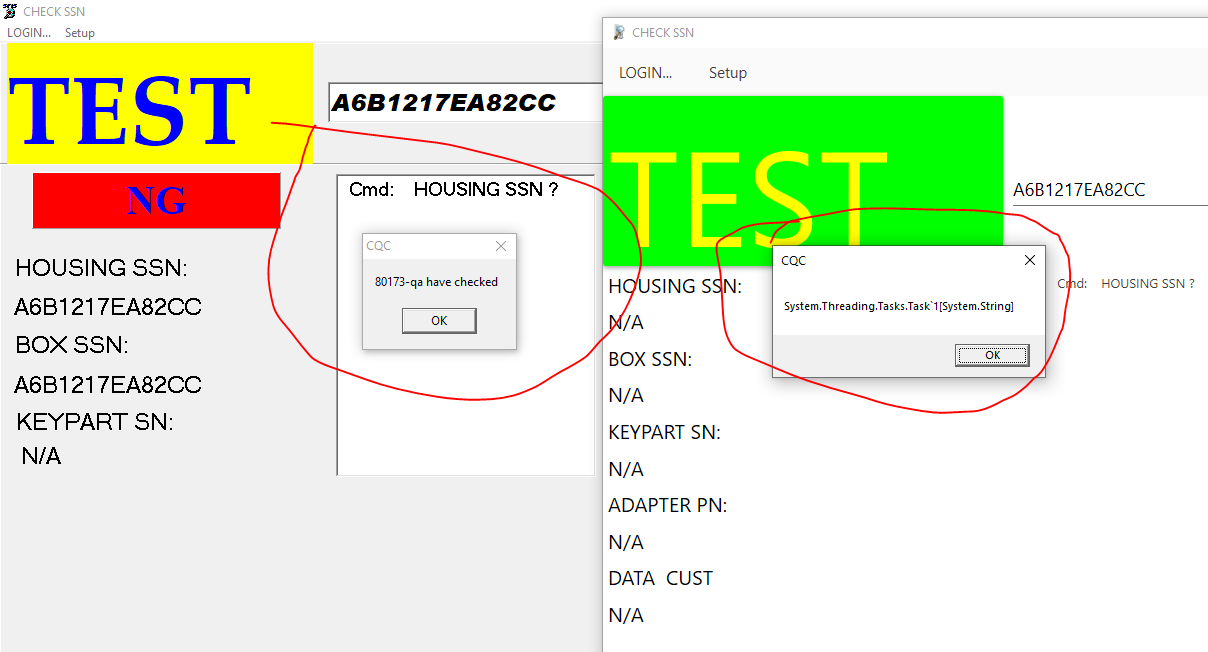 CHECK SSN
LOGIN... Setup
TEST
A6B1217EA82CC
NG
Cmd: HOUSING SSN ?
CQC
80173-qa have checked
OK
HOUSING SSN:
A6B1217EA82CC
BOX SSN:
A6B1217EA82CC
KEYPART SN:
N/A
CHECK SSN
LOGIN... Setup
TEST
A6B1217EA82CC
CQC
System.Threading.Tasks.Task`1[System.String]
OK
Cmd: HOUSING SSN ?
HOUSING SSN:
N/A
BOX SSN:
N/A
KEYPART SN:
N/A
ADAPTER PN:
N/A
DATA CUST
N/A